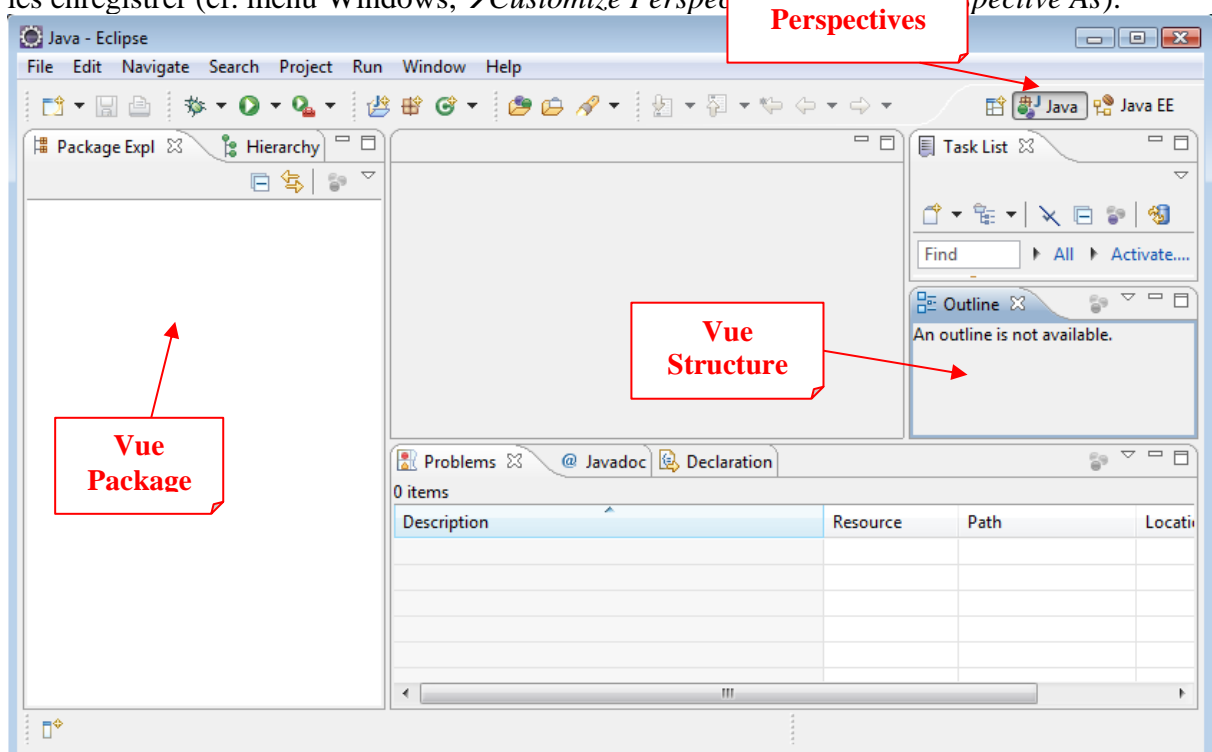 les enregistrer (cf. menu Windows, →Customize Perspec spective As).
Perspectives
Java - Eclipse
File Edit Navigate Search Project Run Window Help
Java Java EE
Package Expl Hierarchy
Task List
Find All Activate....
Outline
An outline is not available.
Vue
Structure
Vue
Package
Problems @ Javadoc Declaration
0 items
Description Resource Path Locati